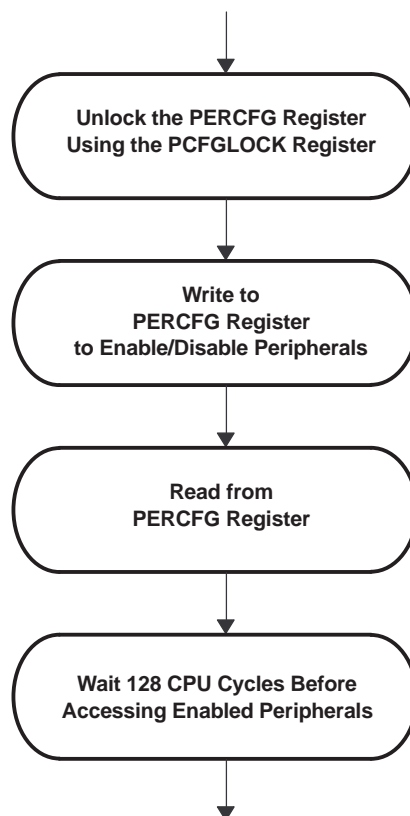 Unlock the PERCFG Register
Using the PCFGLOCK Register
Write to
PERCFG Register
to Enable/Disable Peripherals
Read from
PERCFG Register
Wait 128 CPU Cycles Before
Accessing Enabled Peripherals